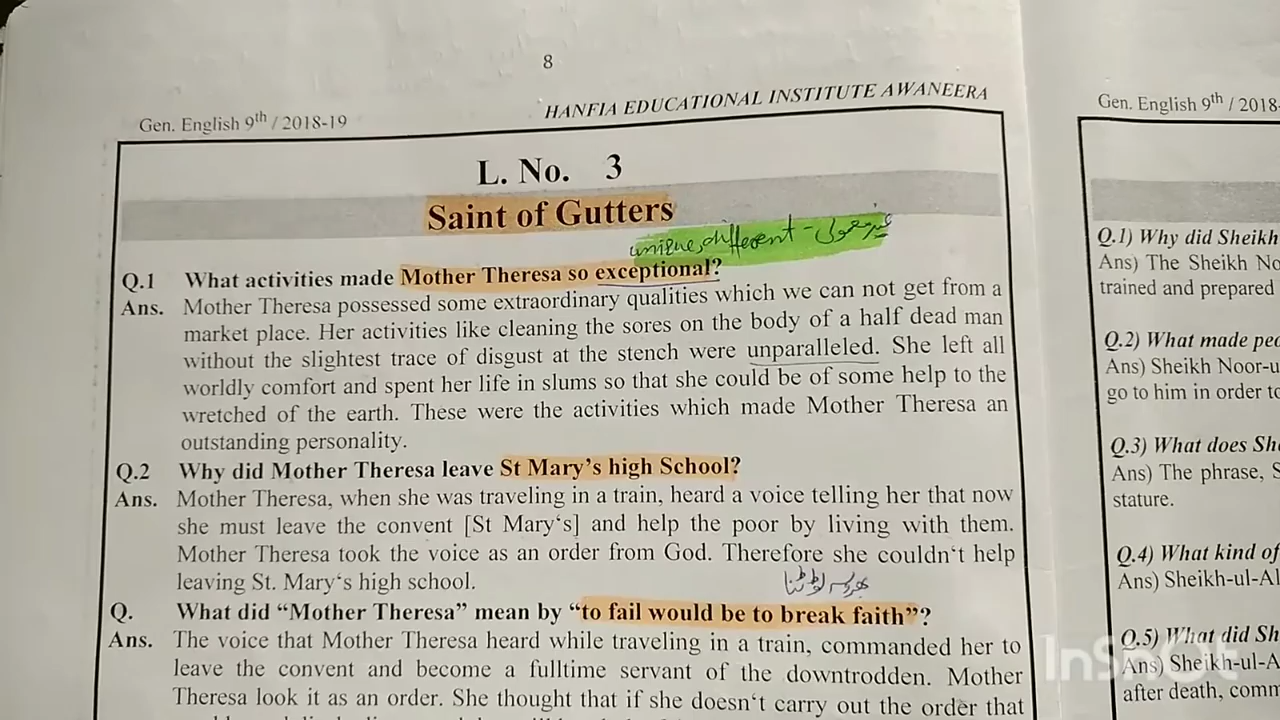 8
Gen. English 9th / 2018-19
HANFIA EDUCATIONAL INSTITUTE AWANEERA
L. No. 3
Saint of Gutters
unique, different - غیر معمول
Q.1 What activities made Mother Theresa so exceptional?
Ans. Mother Theresa possessed some extraordinary qualities which we can not get from a
market place. Her activities like cleaning the sores on the body of a half dead man
without the slightest trace of disgust at the stench were unparalleled. She left all
worldly comfort and spent her life in slums so that she could be of some help to the
wretched of the earth. These were the activities which made Mother Theresa an
outstanding personality.
Q.2 Why did Mother Theresa leave St Mary's high School?
Ans. Mother Theresa, when she was traveling in a train, heard a voice telling her that now
she must leave the convent [St Mary's] and help the poor by living with them.
Mother Theresa took the voice as an order from God. Therefore she couldn't help
leaving St. Mary's high school.
بھروسہ ٹوٹنا
Q. What did "Mother Theresa" mean by "to fail would be to break faith"?
Ans. The voice that Mother Theresa heard while traveling in a train, commanded her to
leave the convent and become a fulltime servant of the downtrodden. Mother
Theresa look it as an order. She thought that if she doesn't carry out the order that
Gen. English 9th / 2018-
Q.1) Why did Sheikh
Ans) The Sheikh No
trained and prepared
Q.2) What made peo
Ans) Sheikh Noor-u
go to him in order to
Q.3) What does She
Ans) The phrase, S
stature.
Q.4) What kind of
Ans) Sheikh-ul-Al
Q.5) What did Sh
Ans) Sheikh-ul-A
after death, comm
InShOt